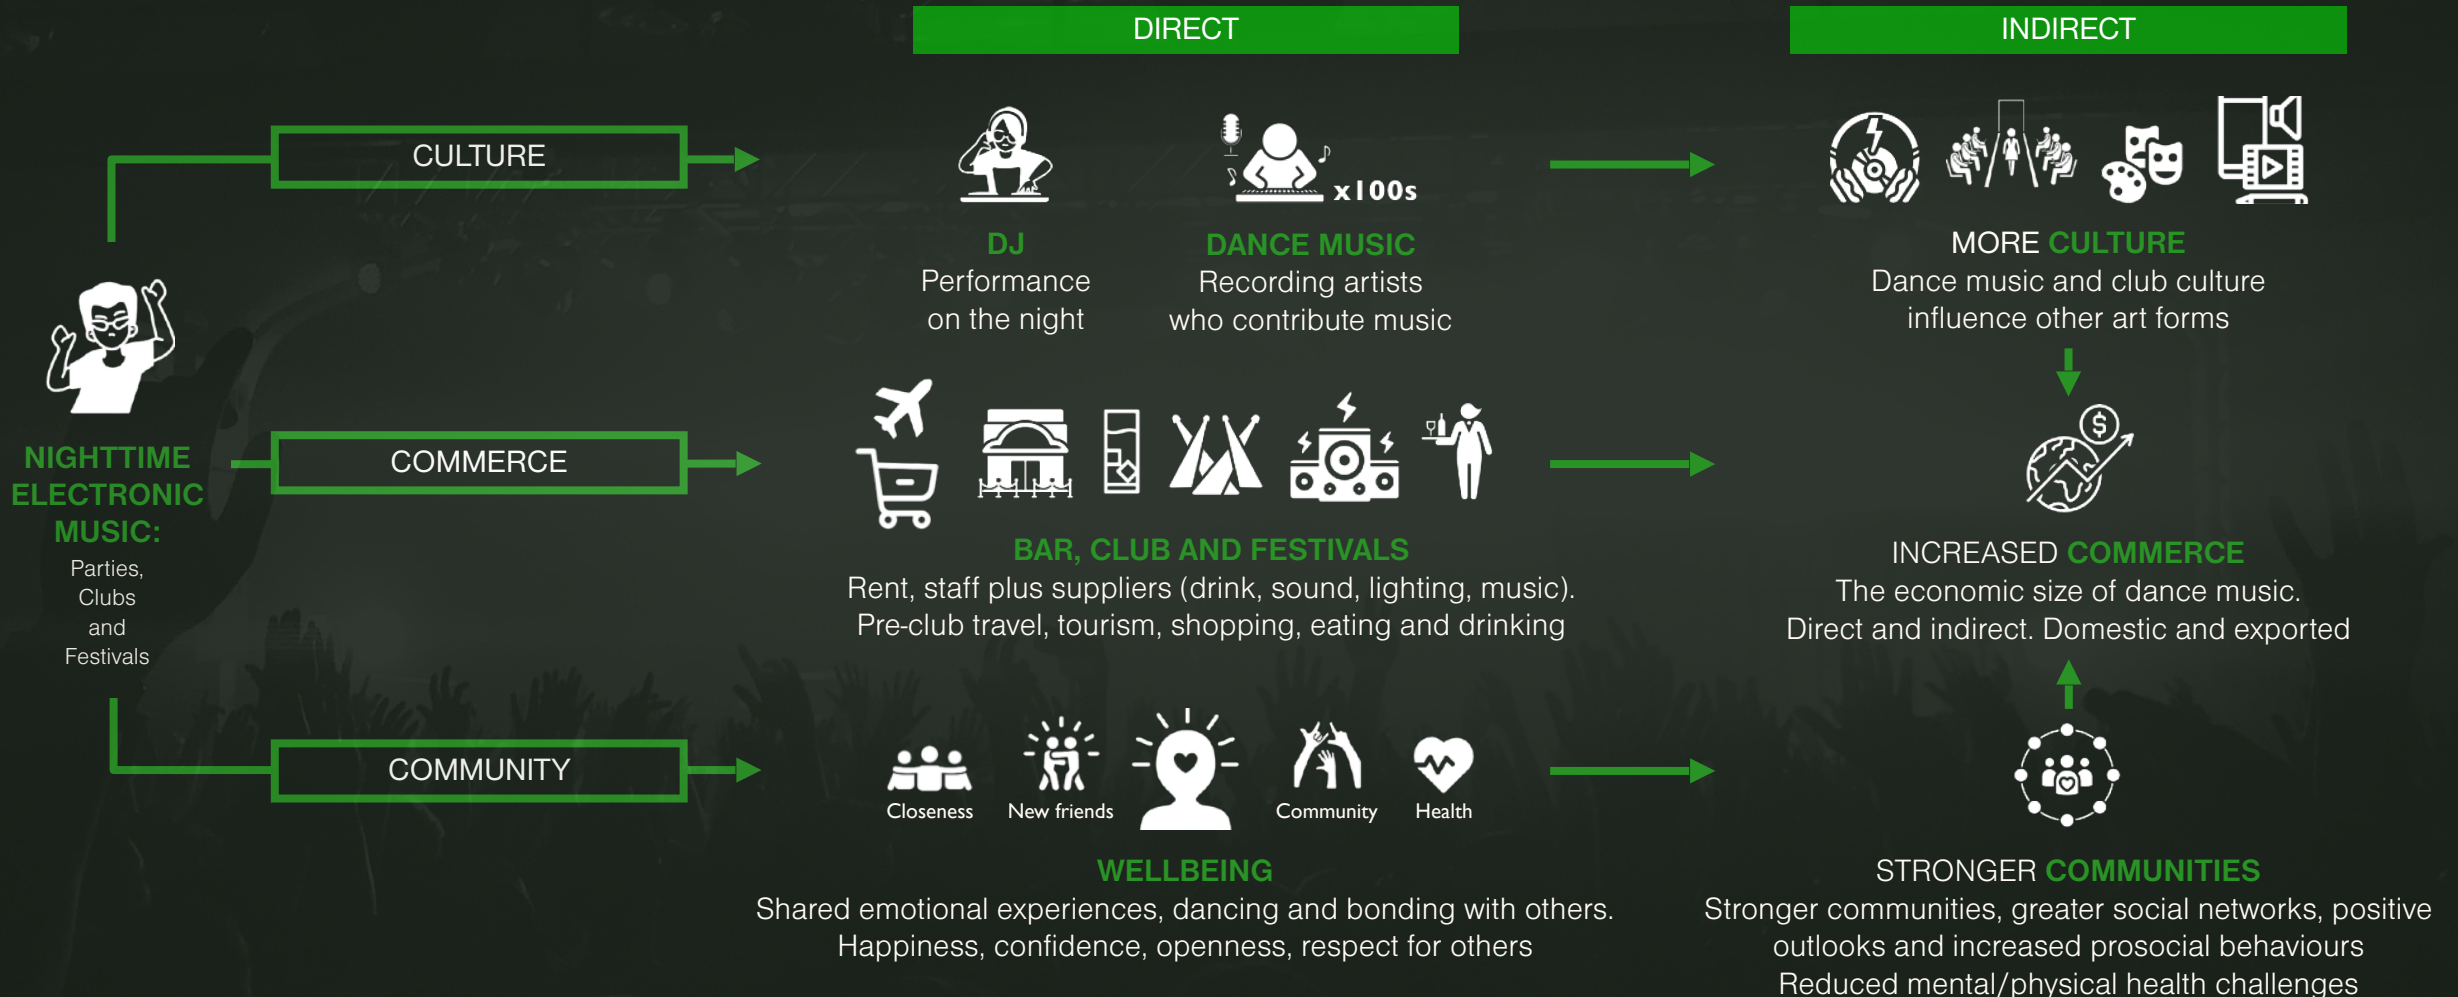 DIRECT
INDIRECT
CULTURE
x100s
DJ
Performance
on the night
DANCE MUSIC
Recording artists
who contribute music
MORE CULTURE
Dance music and club culture
influence other art forms
NIGHTTIME
ELECTRONIC
MUSIC:
Parties,
Clubs
and
Festivals
COMMERCE
BAR, CLUB AND FESTIVALS
Rent, staff plus suppliers (drink, sound, lighting, music).
Pre-club travel, tourism, shopping, eating and drinking
$
INCREASED COMMERCE
The economic size of dance music.
Direct and indirect. Domestic and exported
COMMUNITY
Closeness
New friends
Community
Health
WELLBEING
Shared emotional experiences, dancing and bonding with others.
Happiness, confidence, openness, respect for others
STRONGER COMMUNITIES
Stronger communities, greater social networks, positive
outlooks and increased prosocial behaviours
Reduced mental/physical health challenges